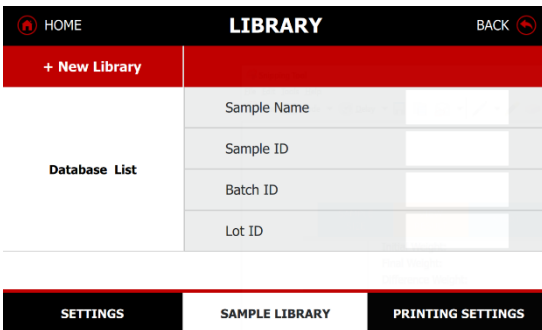 HOME
LIBRARY
BACK
+ New Library
Sample Name
Sample ID
Database List
Batch ID
Lot ID
SETTINGS
SAMPLE LIBRARY
PRINTING SETTINGS